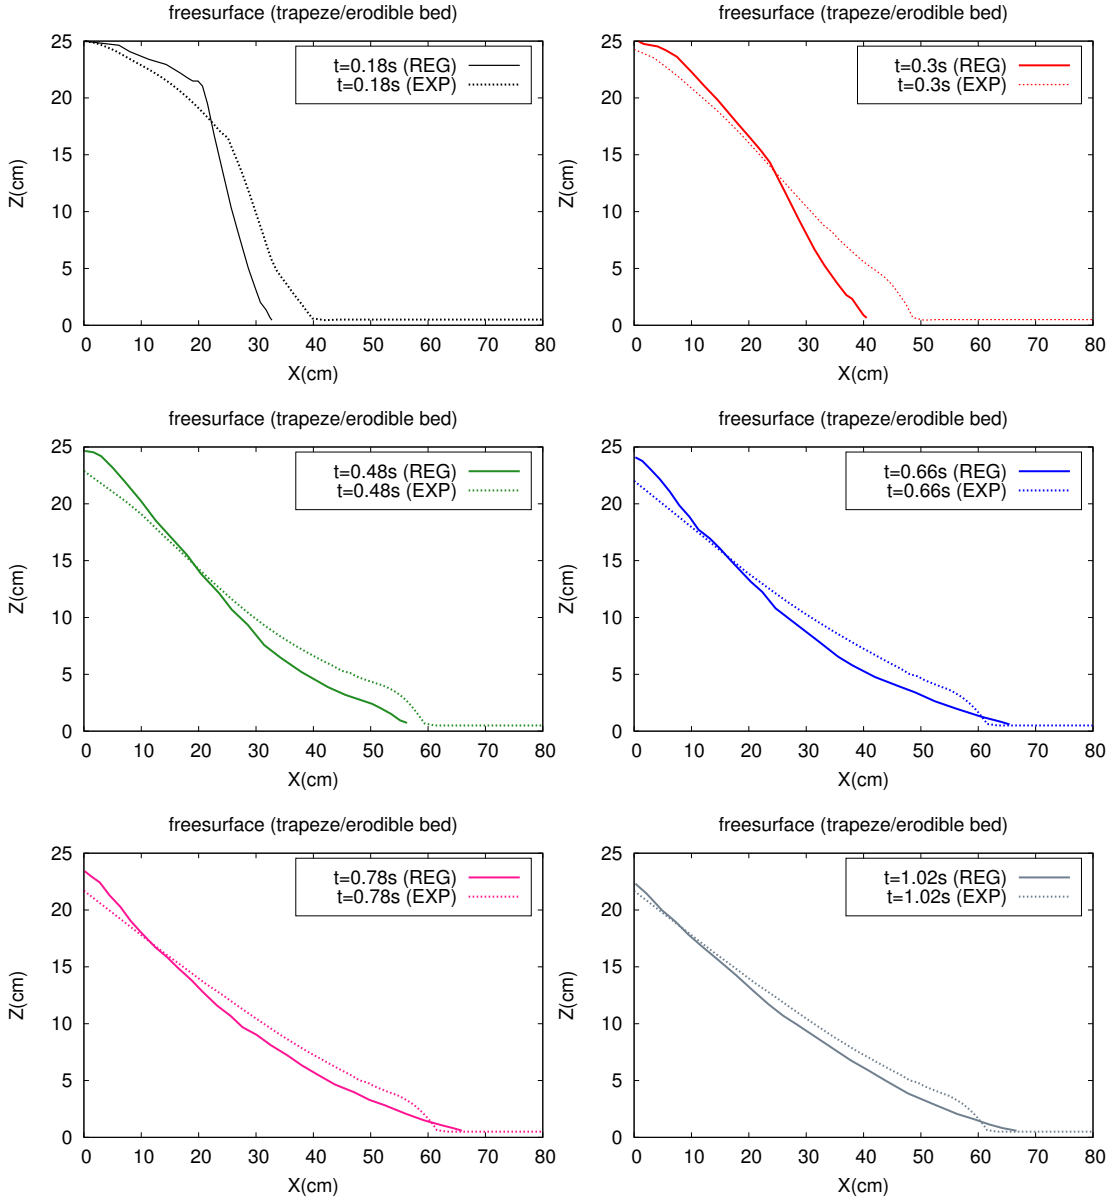 freesurface (trapeze/erodible bed)
25
20
15
10
5
0
0 10 20 30 40 50 60 70 80
Z(cm)
X(cm)
t=0.18s (REG)
t=0.18s (EXP)
freesurface (trapeze/erodible bed)
25
20
15
10
5
0
0 10 20 30 40 50 60 70 80
Z(cm)
X(cm)
t=0.3s (REG)
t=0.3s (EXP)
freesurface (trapeze/erodible bed)
25
20
15
10
5
0
0 10 20 30 40 50 60 70 80
Z(cm)
X(cm)
t=0.48s (REG)
t=0.48s (EXP)
freesurface (trapeze/erodible bed)
25
20
15
10
5
0
0 10 20 30 40 50 60 70 80
Z(cm)
X(cm)
t=0.66s (REG)
t=0.66s (EXP)
freesurface (trapeze/erodible bed)
25
20
15
10
5
0
0 10 20 30 40 50 60 70 80
Z(cm)
X(cm)
t=0.78s (REG)
t=0.78s (EXP)
freesurface (trapeze/erodible bed)
25
20
15
10
5
0
0 10 20 30 40 50 60 70 80
Z(cm)
X(cm)
t=1.02s (REG)
t=1.02s (EXP)